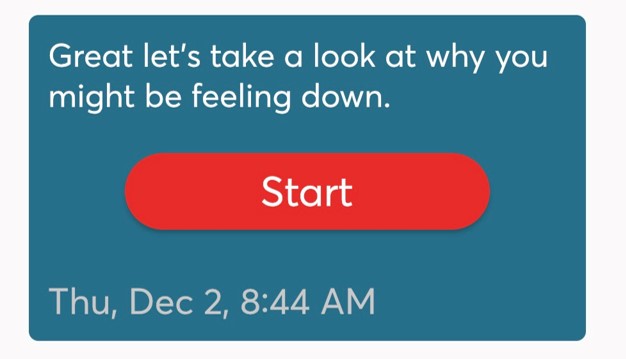 Great let's take a look at why you
might be feeling down.
Start
Thu, Dec 2, 8:44 AM